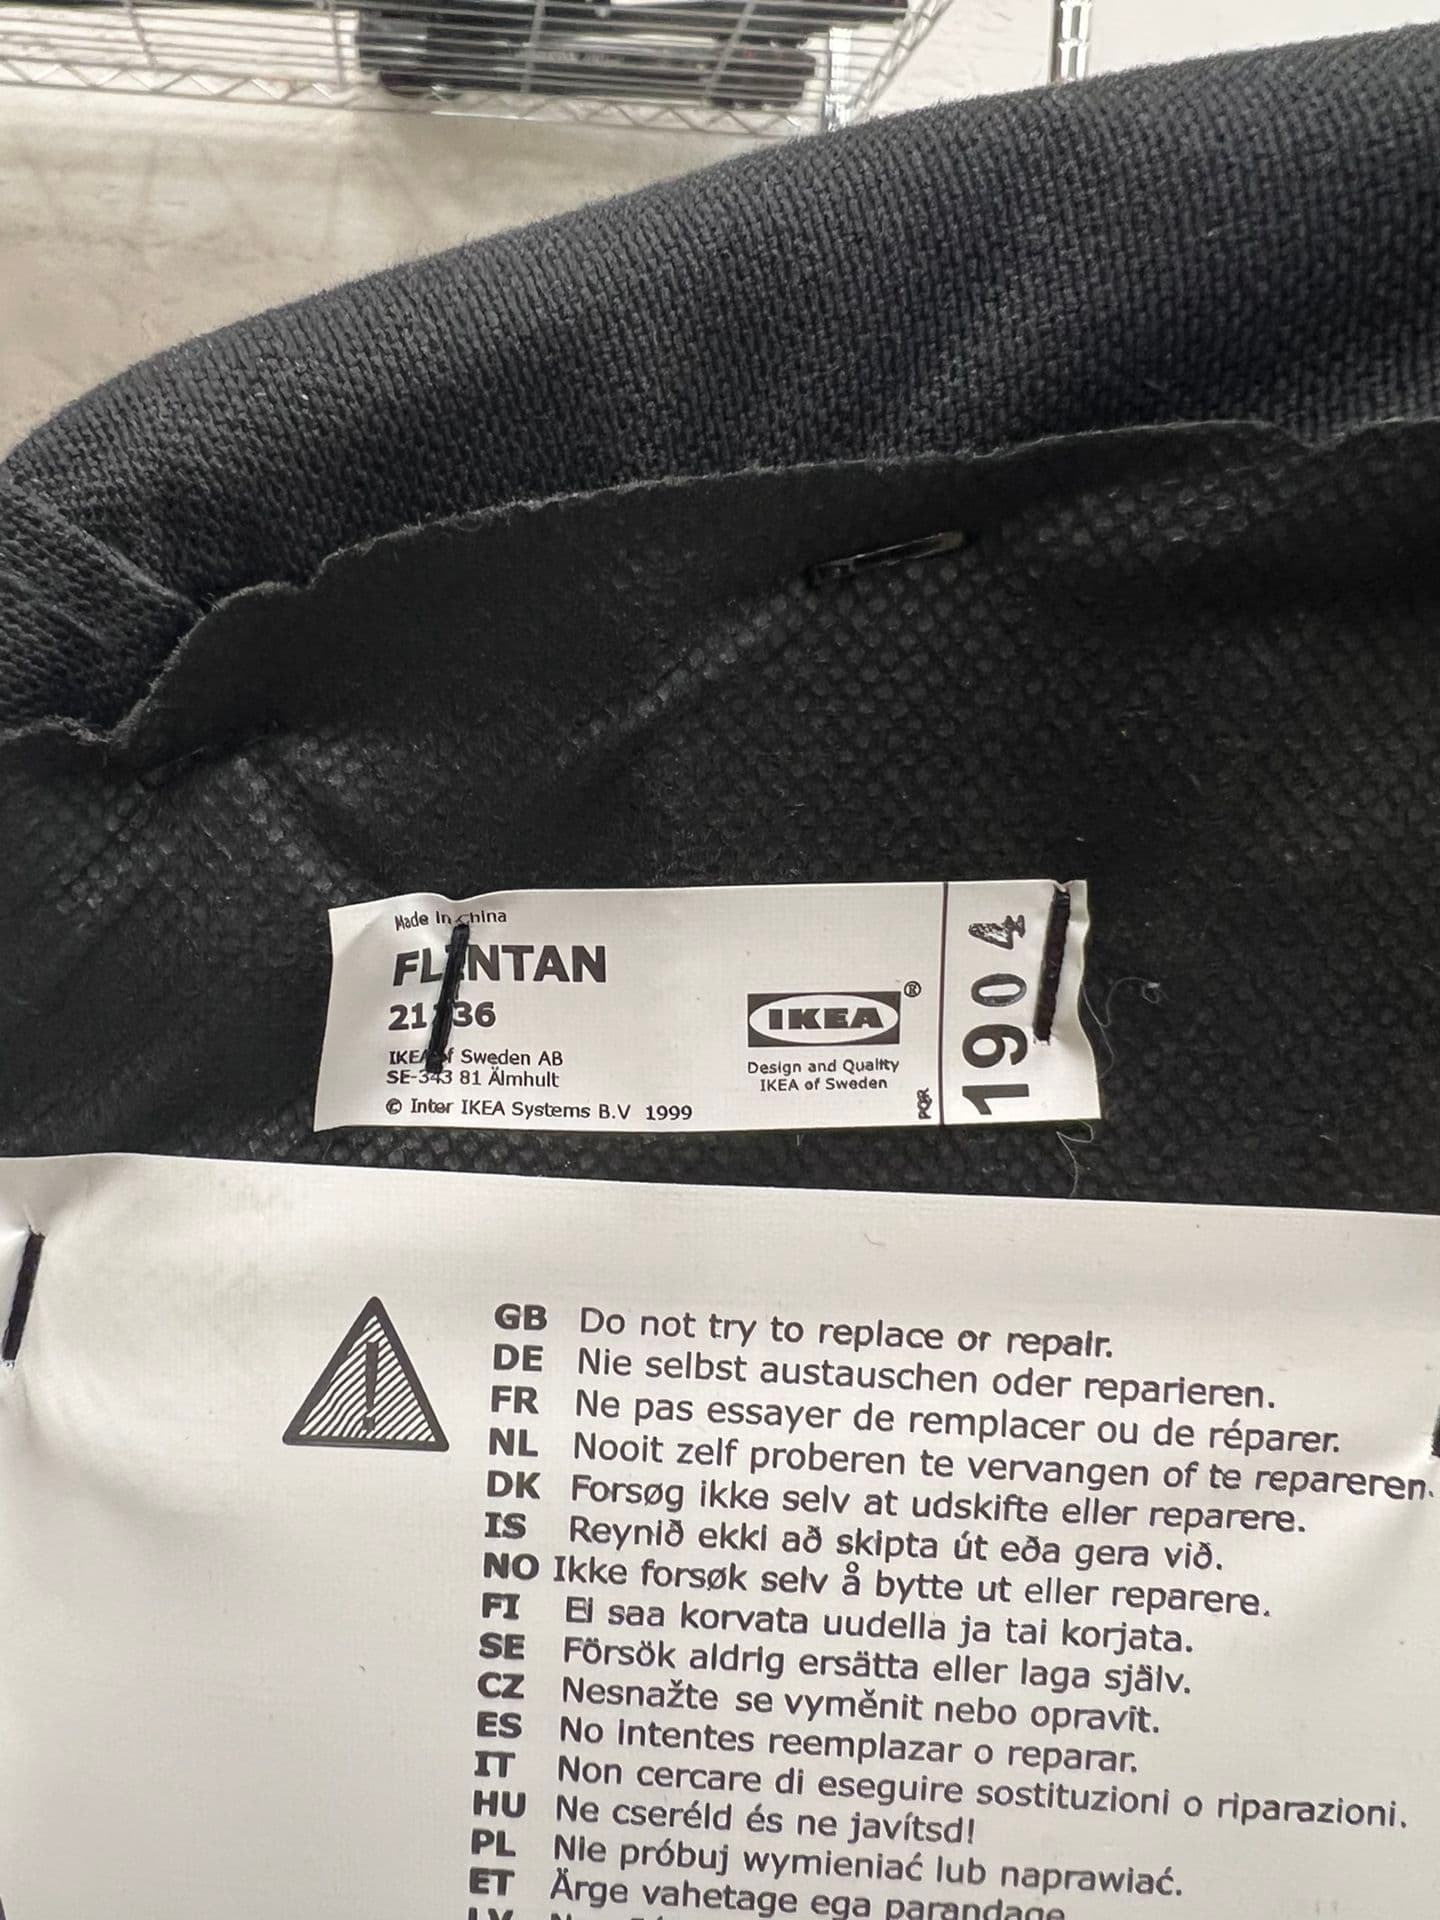 Made In China
FLINTAN
IKEA of Sweden AB
SE-343 81 Älmhult
© Inter IKEA Systems B.V 1999
IKEA ®
Design and Quality
IKEA of Sweden
PQR
1904
GB Do not try to replace or repair.
DE Nie selbst austauschen oder reparieren.
FR Ne pas essayer de remplacer ou de réparer.
NL Nooit zelf proberen te vervangen of te repareren.
DK Forsøg ikke selv at udskifte eller reparere.
IS Reynið ekki að skipta út eða gera við.
NO Ikke forsøk selv å bytte ut eller reparere.
FI Ei saa korvata uudella ja tai korjata.
SE Försök aldrig ersätta eller laga själv.
CZ Nesnažte se vyměnit nebo opravit.
ES No intentes reemplazar o reparar.
IT Non cercare di eseguire sostituzioni o riparazioni.
HU Ne cseréld és ne javítsd!
PL Nie próbuj wymieniać lub naprawiać.
ET Ärge vahetage ega parandage
LV